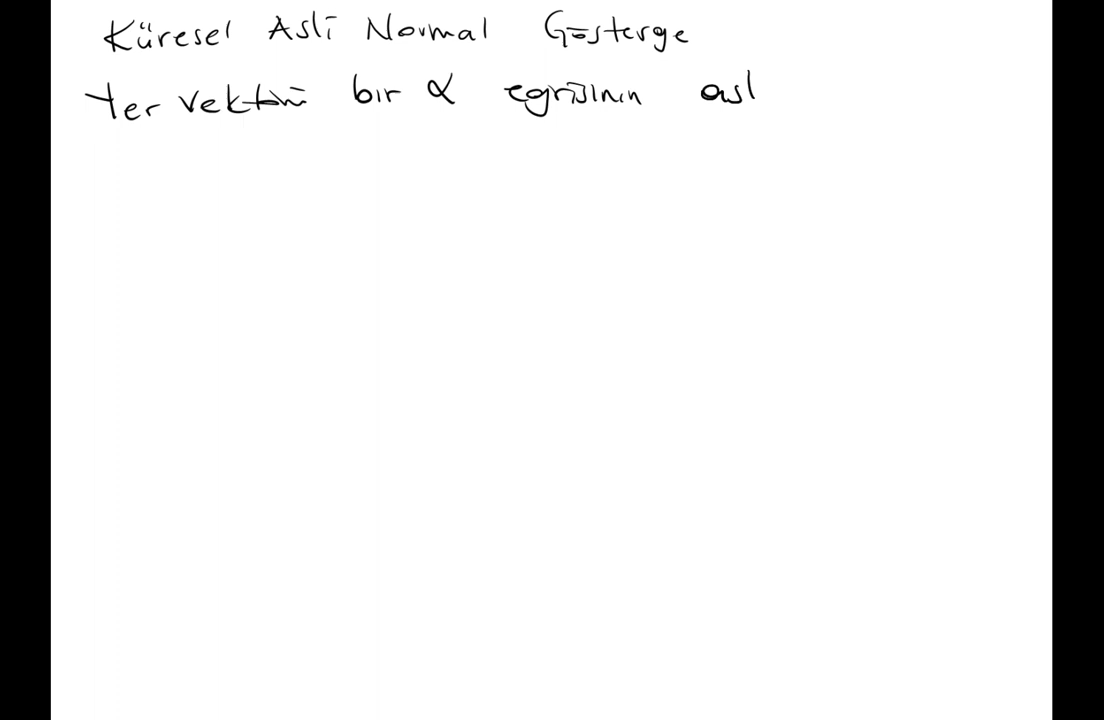 Küresel Asli Normal Gösterge
Yer vektörü bir α eğrisinin asl